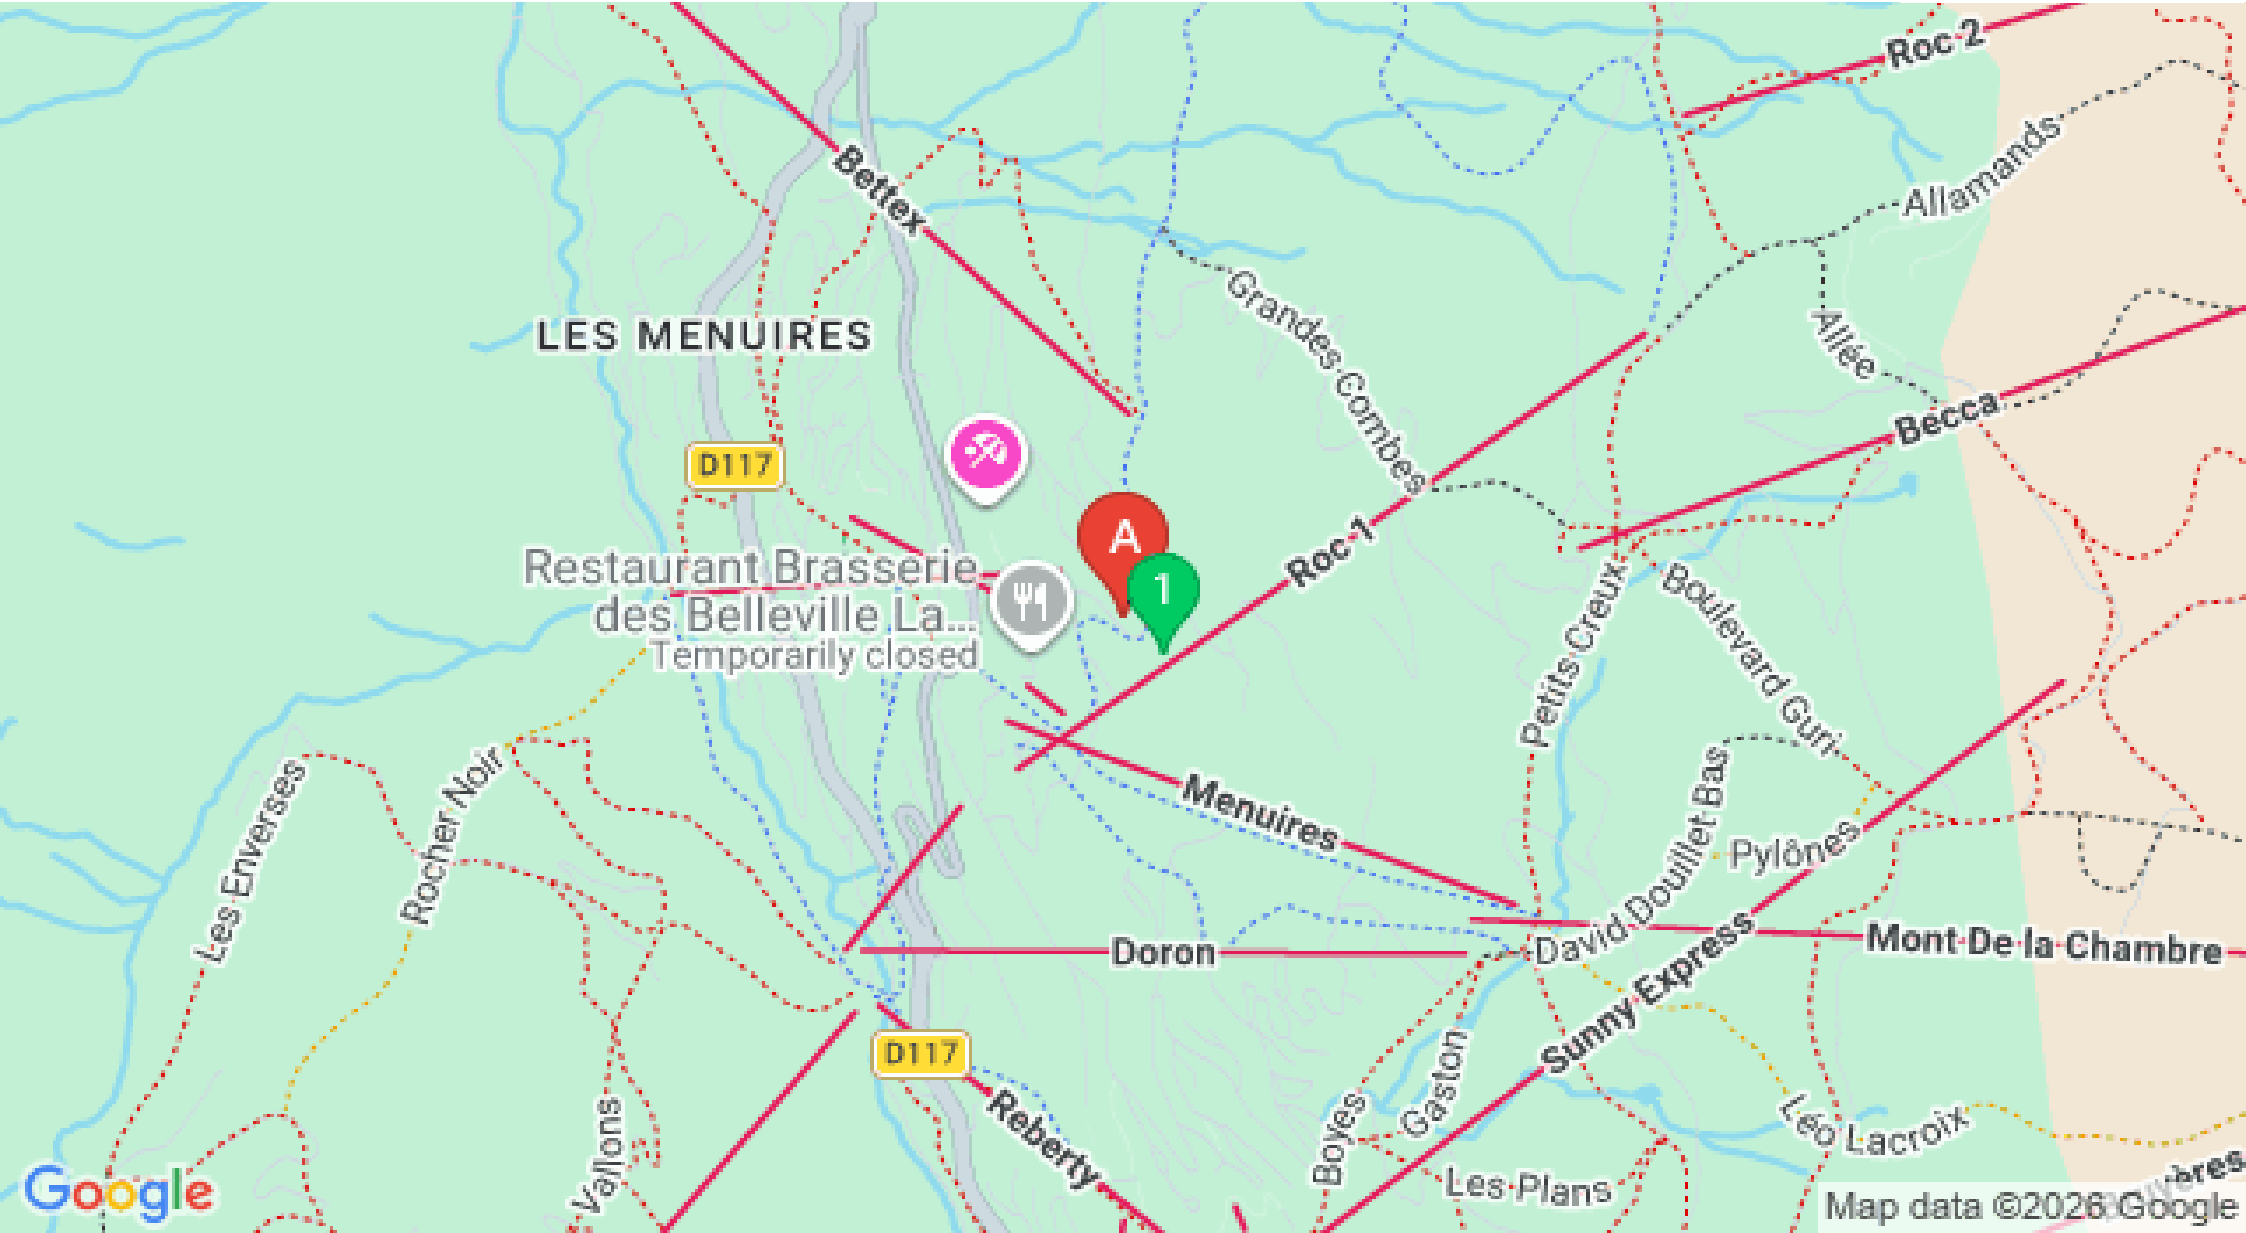 Roc 2
Bettex
Allamands
Grandes Combes
LES MENUIRES
Allée
Becca
D117
A
Roc 1
Restaurant Brasserie
des Belleville La...
Temporarily closed
1
Petits Creux
Boulevard Guri
Les Enverses
Rocher Noir
Menuires
David Douillet Bas
Pylônes
Doron
Mont De la Chambre
Sunny Express
D117
Reberty
Vallons
Boyes
Gaston
Léo Lacroix
Les Plans
Google
Map data ©2026 Google